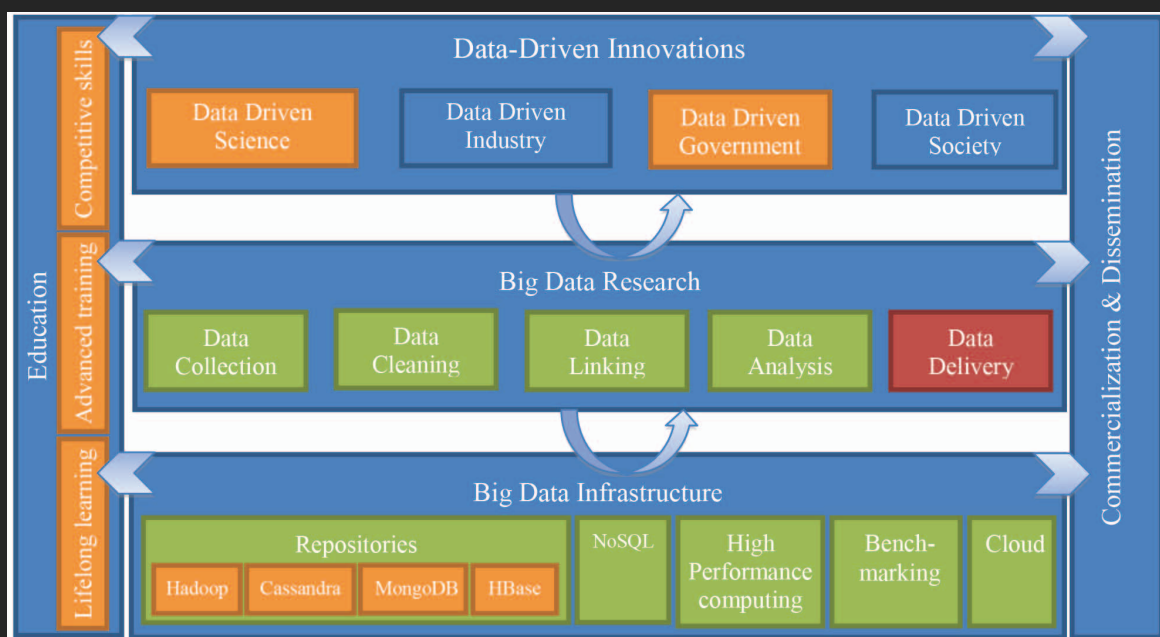 Education
Competitive skills
Advanced training
Lifelong learning
Data-Driven Innovations
Data Driven
Science
Data Driven
Industry
Data Driven
Government
Data Driven
Society
Big Data Research
Data
Collection
Data
Cleaning
Data
Linking
Data
Analysis
Data
Delivery
Big Data Infrastructure
Repositories
Hadoop
Cassandra
MongoDB
HBase
NoSQL
High
Performance
computing
Bench-
marking
Cloud
Commercialization & Dissemination